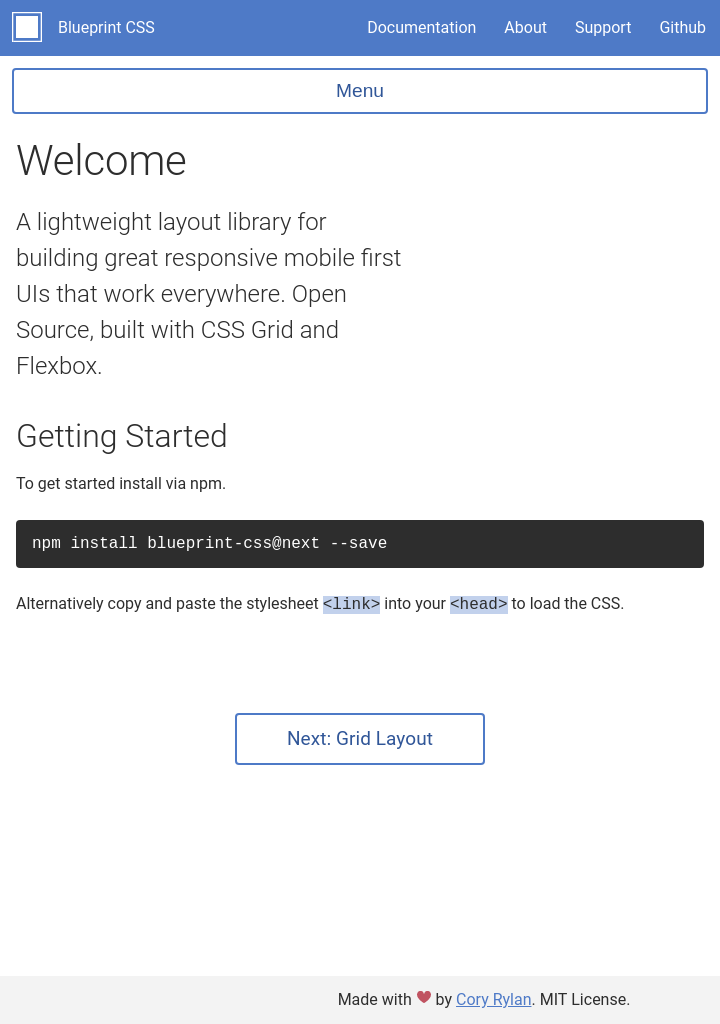 Blueprint CSS Documentation About Support Github
Menu
Welcome
A lightweight layout library for
building great responsive mobile first
UIs that work everywhere. Open
Source, built with CSS Grid and
Flexbox.
Getting Started
To get started install via npm.
npm install blueprint-css@next --save
Alternatively copy and paste the stylesheet <link> into your <head> to load the CSS.
Next: Grid Layout
Made with ❤ by Cory Rylan. MIT License.